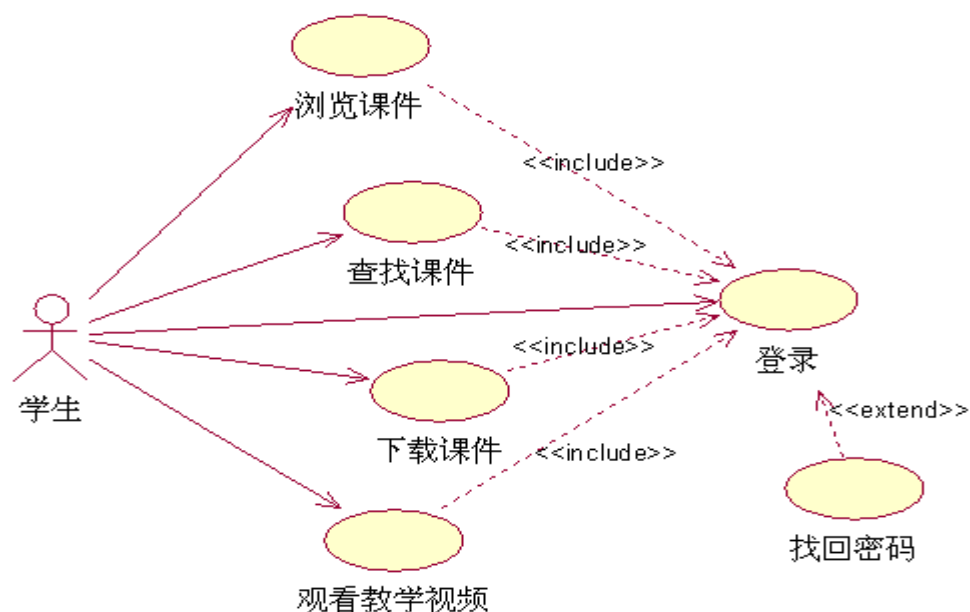 浏览课件
<<include>>
查找课件
<<include>>
登录
学生
<<include>>
下载课件
<<include>>
<<extend>>
找回密码
观看教学视频